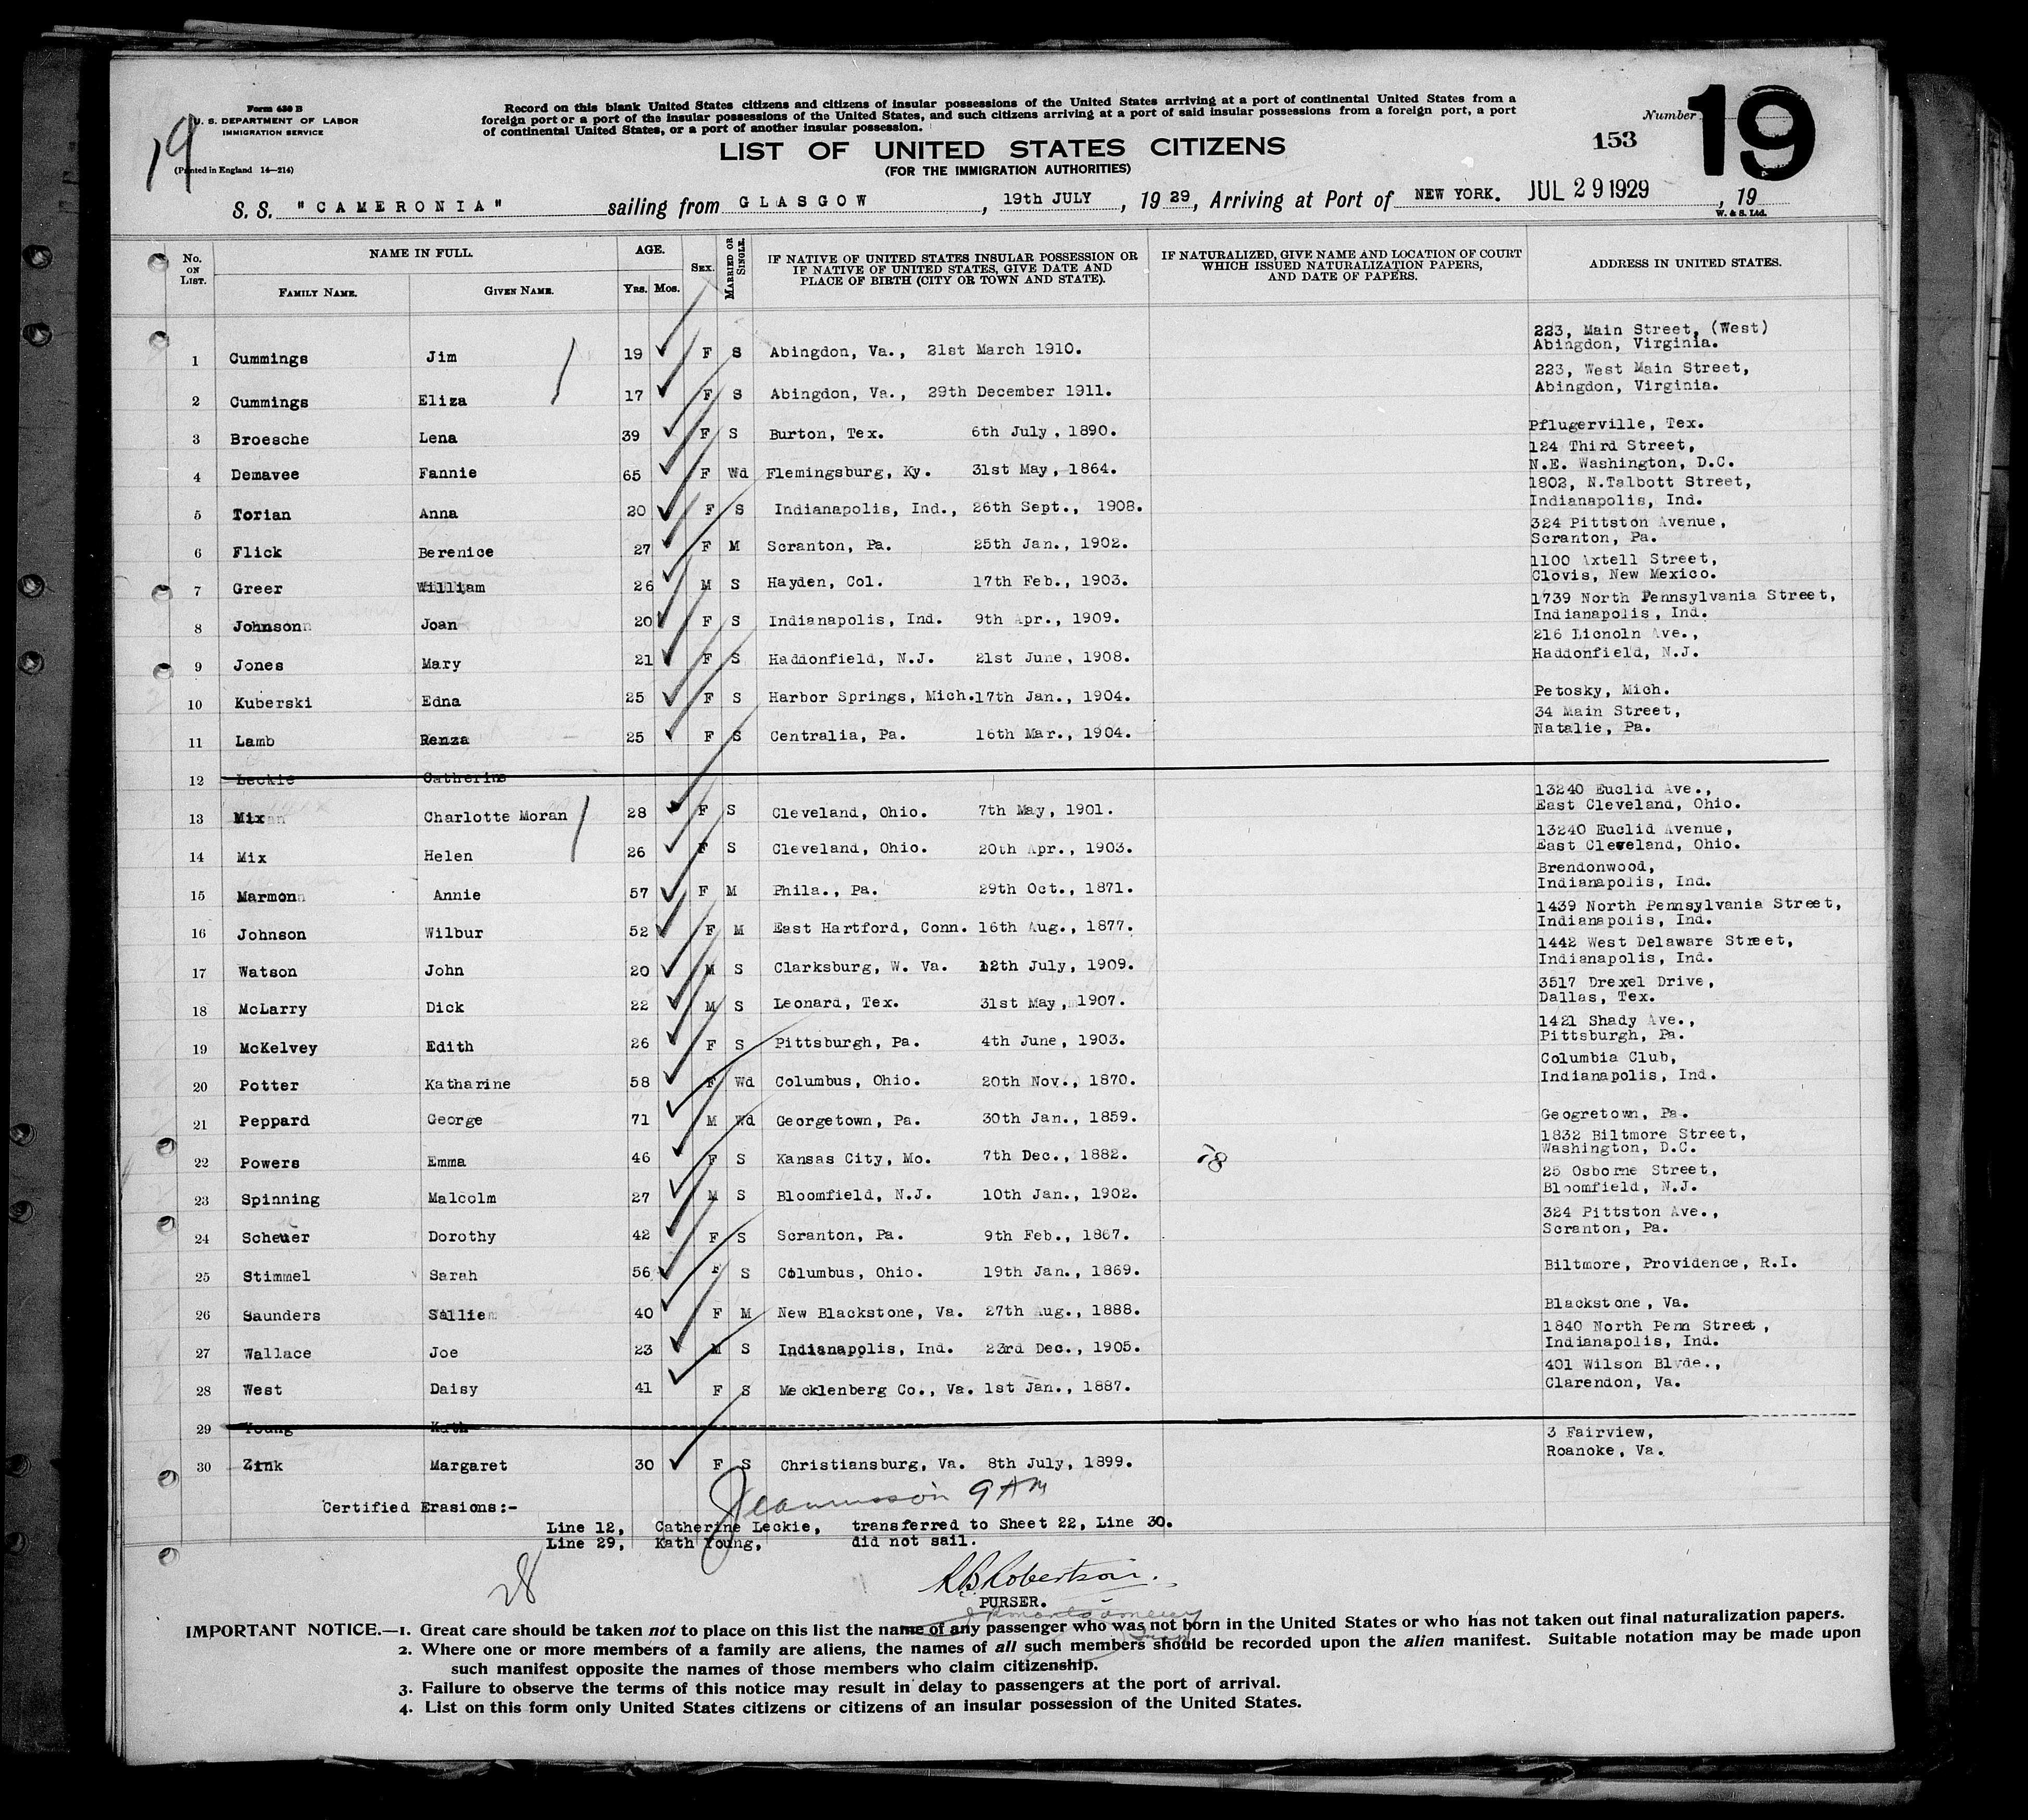 Form 630 B
U. S. DEPARTMENT OF LABOR
IMMIGRATION SERVICE
(Printed in England 14—214)
19
Record on this blank United States citizens and citizens of insular possessions of the United States arriving at a port of continental United States from a
foreign port or a port of the insular possessions of the United States, and such citizens arriving at a port of said insular possessions from a foreign port, a port
of continental United States, or a port of another insular possession.
Number 19
153
LIST OF UNITED STATES CITIZENS
(FOR THE IMMIGRATION AUTHORITIES)
S. S. "CAMERONIA" sailing from GLASGOW, 19th JULY, 19 29, Arriving at Port of NEW YORK. JUL 29 1929, 19
W. & S. Ltd.
No. ON LIST. NAME IN FULL. FAMILY NAME. GIVEN NAME. AGE. YRS. MOS. SEX. MARRIED OR SINGLE. IF NATIVE OF UNITED STATES INSULAR POSSESSION OR IF NATIVE OF UNITED STATES, GIVE DATE AND PLACE OF BIRTH (CITY OR TOWN AND STATE). IF NATURALIZED, GIVE NAME AND LOCATION OF COURT WHICH ISSUED NATURALIZATION PAPERS, AND DATE OF PAPERS. ADDRESS IN UNITED STATES.
1 Cummings Jim 19 F S Abingdon, Va., 21st March 1910. 223, Main Street, (West) Abingdon, Virginia.
2 Cummings Eliza 17 F S Abingdon, Va., 29th December 1911. 223, West Main Street, Abingdon, Virginia.
3 Broesche Lena 39 F S Burton, Tex. 6th July, 1890. Pflugerville, Tex.
4 Demavee Fannie 65 F Wd Flemingsburg, Ky. 31st May, 1864. 124 Third Street, N.E. Washington, D.C.
5 Torian Anna 20 F S Indianapolis, Ind., 26th Sept., 1908. 1802, N.Talbott Street, Indianapolis, Ind.
6 Flick Berenice 27 F M Scranton, Pa. 25th Jan., 1902. 324 Pittston Avenue, Scranton, Pa.
7 Greer William 26 M S Hayden, Col. 17th Feb., 1903. 1100 Axtell Street, Clovis, New Mexico.
8 Johnson Joan 20 F S Indianapolis, Ind. 9th Apr., 1909. 1739 North Pennsylvania Street, Indianapolis, Ind.
9 Jones Mary 21 F S Haddonfield, N.J. 21st June, 1908. 216 Licnoln Ave., Haddonfield, N.J.
10 Kuberski Edna 25 F S Harbor Springs, Mich. 17th Jan., 1904. Petosky, Mich.
11 Lamb Renza 25 F S Centralia, Pa. 16th Mar., 1904. 34 Main Street, Natalie, Pa.
12 Leckie Catherine
13 Mix Charlotte Moran 28 F S Cleveland, Ohio. 7th May, 1901. 13240 Euclid Ave., East Cleveland, Ohio.
14 Mix Helen 26 F S Cleveland, Ohio. 20th Apr., 1903. 13240 Euclid Avenue, East Cleveland, Ohio.
15 Marmon Annie 57 F M Phila., Pa. 29th Oct., 1871. Brendonwood, Indianapolis, Ind.
16 Johnson Wilbur 52 F M East Hartford, Conn. 16th Aug., 1877. 1439 North Pennsylvania Street, Indianapolis, Ind.
17 Watson John 20 M S Clarksburg, W. Va. 12th July, 1909. 1442 West Delaware Street, Indianapolis, Ind.
18 McLarry Dick 22 M S Leonard, Tex. 31st May, 1907. 3517 Drexel Drive, Dallas, Tex.
19 McKelvey Edith 26 F S Pittsburgh, Pa. 4th June, 1903. 1421 Shady Ave., Pittsburgh, Pa.
20 Potter Katharine 58 F Wd Columbus, Ohio. 20th Nov., 1870. Columbia Club, Indianapolis, Ind.
21 Peppard George 71 M Wd Georgetown, Pa. 30th Jan., 1859. Geogretown, Pa.
22 Powers Emma 46 F S Kansas City, Mo. 7th Dec., 1882. 1832 Biltmore Street, Washington, D.C.
23 Spinning Malcolm 27 M S Bloomfield, N.J. 10th Jan., 1902. 25 Osborne Street, Bloomfield, N.J.
24 Scheuer Dorothy 42 F S Scranton, Pa. 9th Feb., 1867. 324 Pittston Ave., Scranton, Pa.
25 Stimmel Sarah 56 F S Columbus, Ohio. 19th Jan., 1869. Biltmore, Providence, R.I.
26 Saunders Sallie 40 F M New Blackstone, Va. 27th Aug., 1888. Blackstone, Va.
27 Wallace Joe 23 M S Indianapolis, Ind. 23rd Dec., 1905. 1840 North Penn Street, Indianapolis, Ind.
28 West Daisy 41 F S Mecklenberg Co., Va. 1st Jan., 1887. 401 Wilson Blvde., Clarendon, Va.
29 Young Kath
30 Zink Margaret 30 F S Christiansburg, Va. 8th July, 1899. 3 Fairview, Roanoke, Va.
9 AM
Certified Erasions:-
Line 12, Catherine Leckie, transferred to Sheet 22, Line 30.
Line 29, Kath Young, did not sail.
28
Robertson.
PURSER.
IMPORTANT NOTICE.—1. Great care should be taken not to place on this list the name of any passenger who was not born in the United States or who has not taken out final naturalization papers.
2. Where one or more members of a family are aliens, the names of all such members should be recorded upon the alien manifest. Suitable notation may be made upon
such manifest opposite the names of those members who claim citizenship.
3. Failure to observe the terms of this notice may result in delay to passengers at the port of arrival.
4. List on this form only United States citizens or citizens of an insular possession of the United States.